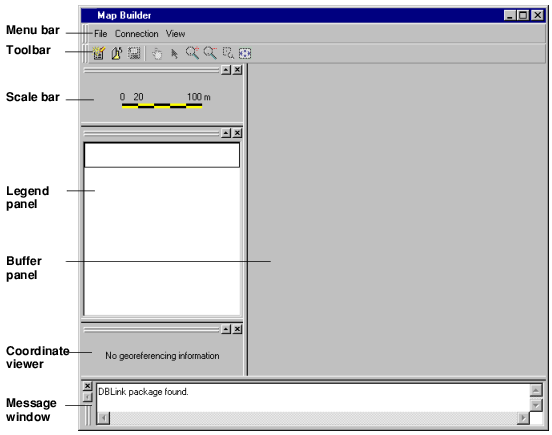 Map Builder
Menu bar
File Connection View
Toolbar
Scale bar
0 20 100 m
Legend
panel
Buffer
panel
Coordinate
viewer
No georeferencing information
Message
window
DBLink package found.